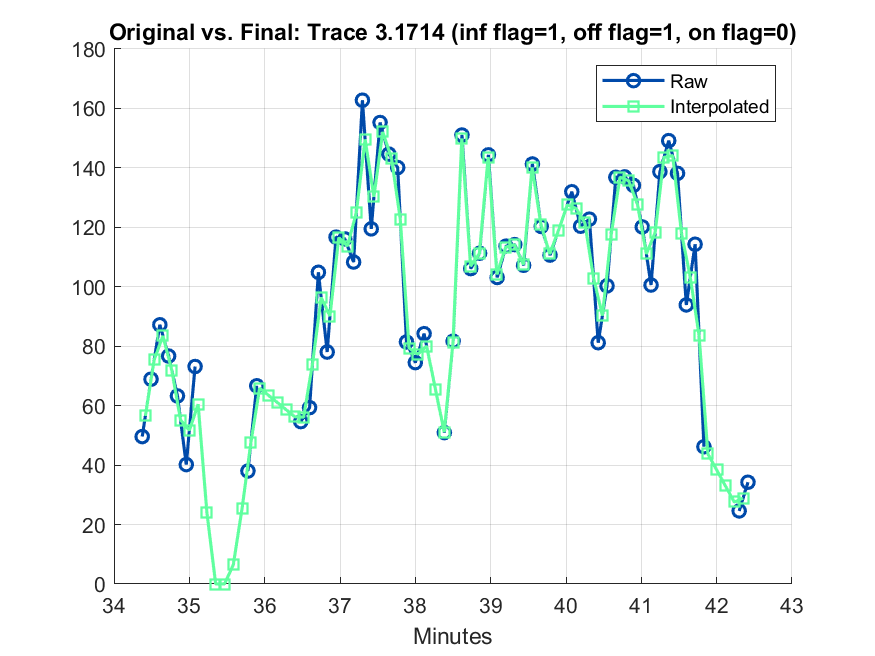 Original vs. Final: Trace 3.1714 (inf flag=1, off flag=1, on flag=0)
180
160
140
120
100
80
60
40
20
0
Raw
Interpolated
34 35 36 37 38 39 40 41 42 43
Minutes